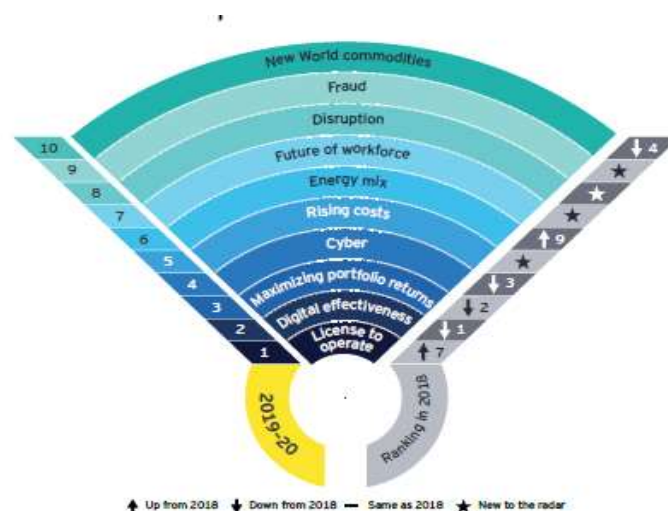 New World commodities
Fraud
Disruption
Future of workforce
Energy mix
Rising costs
Cyber
Maximizing portfolio returns
Digital effectiveness
License to
operate
10
9
8
7
6
5
4
3
2
1
4
9
3
2
1
7
2019-20
Ranking in 2018
Up from 2018 Down from 2018 Same as 2018 New to the radar